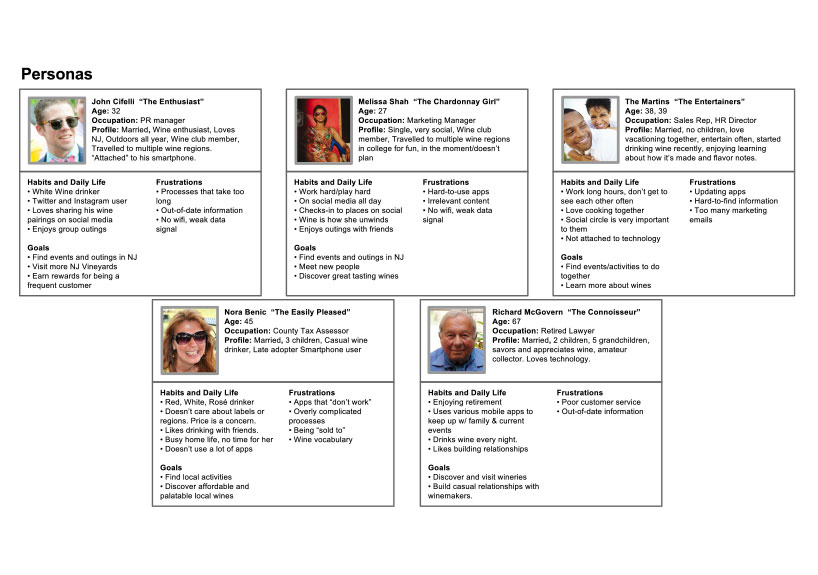 Personas
John Cifelli "The Enthusiast"
Age: 32
Occupation: PR manager
Profile: Married, Wine enthusiast, Loves
NJ, Outdoors all year, Wine club member,
Travelled to multiple wine regions.
"Attached" to his smartphone.
Habits and Daily Life
• White Wine drinker
• Twitter and Instagram user
• Loves sharing his wine
pairings on social media
• Enjoys group outings
Goals
• Find events and outings in NJ
• Visit more NJ Vineyards
• Earn rewards for being a
frequent customer
Frustrations
• Processes that take too
long
• Out-of-date information
• No wifi, weak data
signal
Melissa Shah "The Chardonnay Girl"
Age: 27
Occupation: Marketing Manager
Profile: Single, very social, Wine club
member, Travelled to multiple wine regions
in college for fun, in the moment/doesn't
plan
Habits and Daily Life
• Work hard/play hard
• On social media all day
• Checks-in to places on social
• Wine is how she unwinds
• Enjoys outings with friends
Goals
• Find events and outings in NJ
• Meet new people
• Discover great tasting wines
Frustrations
• Hard-to-use apps
• Irrelevant content
• No wifi, weak data
signal
The Martins "The Entertainers"
Age: 38, 39
Occupation: Sales Rep, HR Director
Profile: Married, no children, love
vacationing together, entertain often, started
drinking wine recently, enjoying learning
about how it's made and flavor notes.
Habits and Daily Life
• Work long hours, don't get to
see each other often
• Love cooking together
• Social circle is very important
to them
• Not attached to technology
Goals
• Find events/activities to do
together
• Learn more about wines
Frustrations
• Updating apps
• Hard-to-find information
• Too many marketing
emails
Nora Benic "The Easily Pleased"
Age: 45
Occupation: County Tax Assessor
Profile: Married, 3 children, Casual wine
drinker, Late adopter Smartphone user
Habits and Daily Life
• Red, White, Rosé drinker
• Doesn't care about labels or
regions. Price is a concern.
• Likes drinking with friends.
• Busy home life, no time for her
• Doesn't use a lot of apps
Goals
• Find local activities
• Discover affordable and
palatable local wines
Frustrations
• Apps that "don't work"
• Overly complicated
processes
• Being "sold to"
• Wine vocabulary
Richard McGovern "The Connoisseur"
Age: 67
Occupation: Retired Lawyer
Profile: Married, 2 children, 5 grandchildren,
savors and appreciates wine, amateur
collector. Loves technology.
Habits and Daily Life
• Enjoying retirement
• Uses various mobile apps to
keep up w/ family & current
events
• Drinks wine every night.
• Likes building relationships
Goals
• Discover and visit wineries
• Build casual relationships with
winemakers.
Frustrations
• Poor customer service
• Out-of-date information